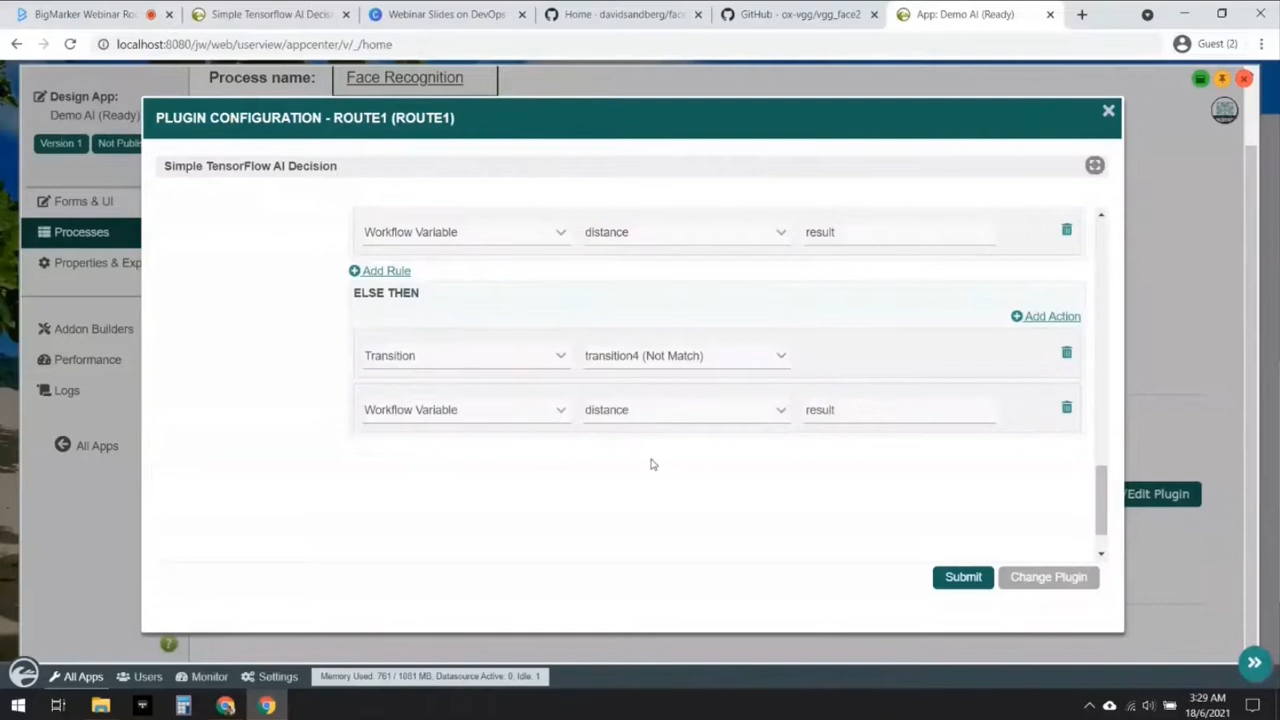 BigMarker Webinar Roo
Simple Tensorflow AI Decisi
Webinar Slides on DevOps
Home · davidsandberg/face
GitHub - ox-vgg/vgg_face2
App: Demo AI (Ready)
localhost:8080/jw/web/userview/appcenter/v/_/home
Guest (2)
Process name: Face Recognition
Design App:
Demo AI (Ready)
Version 1 Not Publi
PLUGIN CONFIGURATION - ROUTE1 (ROUTE1)
Simple TensorFlow AI Decision
Forms & UI
Processes
Properties & Exp
Addon Builders
Performance
Logs
All Apps
Workflow Variable distance result
Add Rule
ELSE THEN
Add Action
Transition transition4 (Not Match)
Workflow Variable distance result
/Edit Plugin
Submit Change Plugin
?
All Apps Users Monitor Settings Memory Used: 761 / 1081 MB, Datasource Active: 0, Idle: 1
3:29 AM
18/6/2021